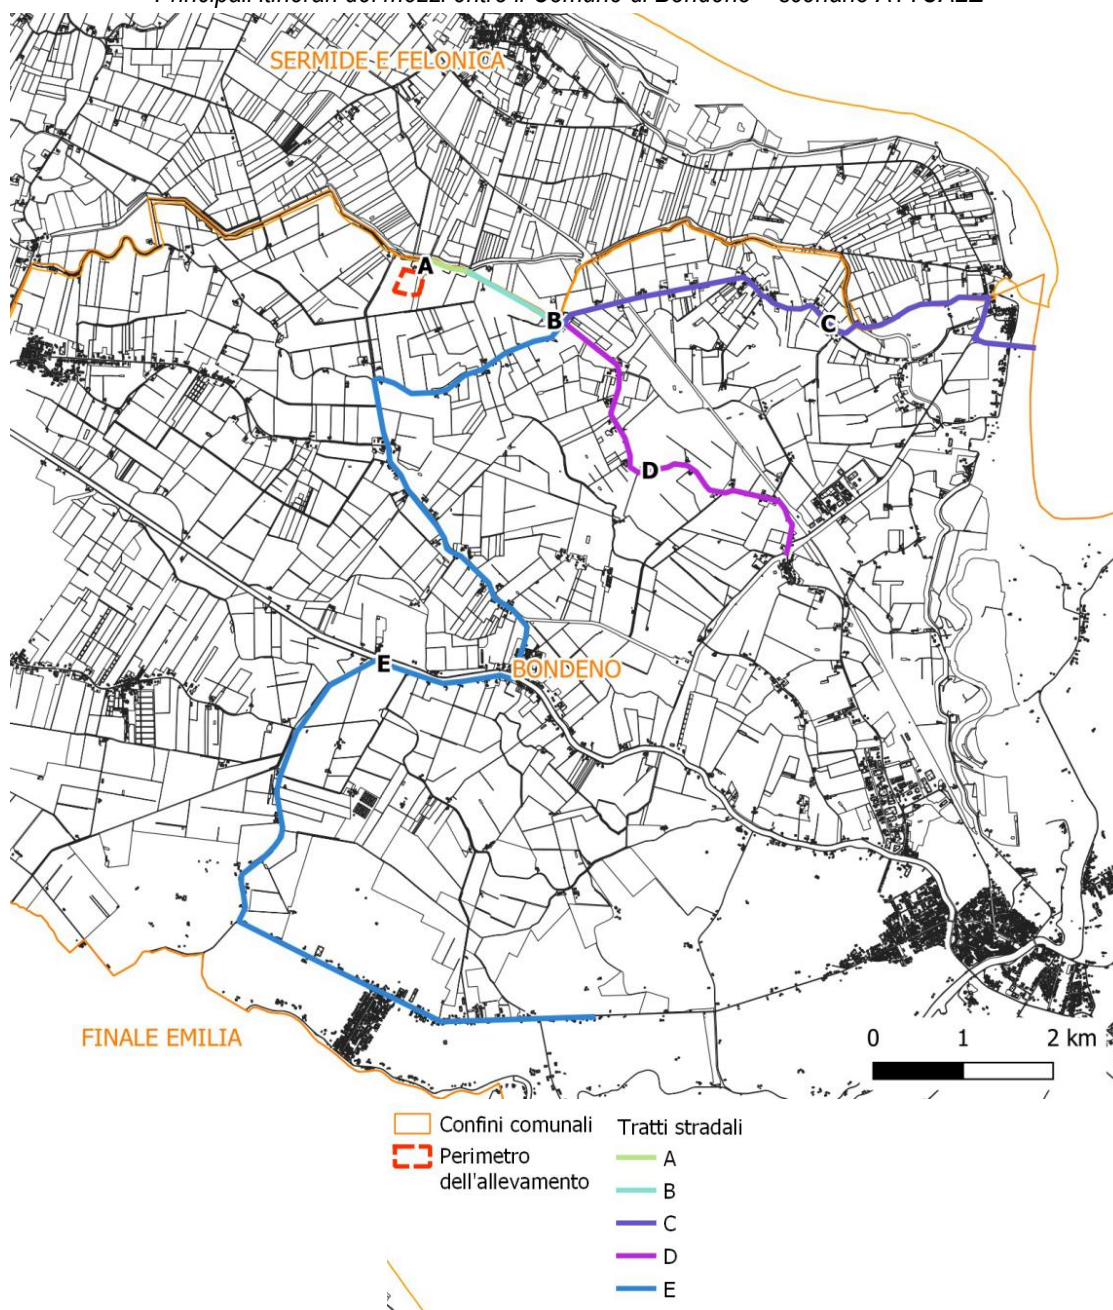 Principali itinerari dei mezzi entro il Comune di Bondeno – scenario ATTUALE
SERMIDE E FELONICA
A
B
C
D
E
BONDENO
FINALE EMILIA
0 1 2 km
Confini comunali
Perimetro
dell'allevamento
Tratti stradali
A
B
C
D
E